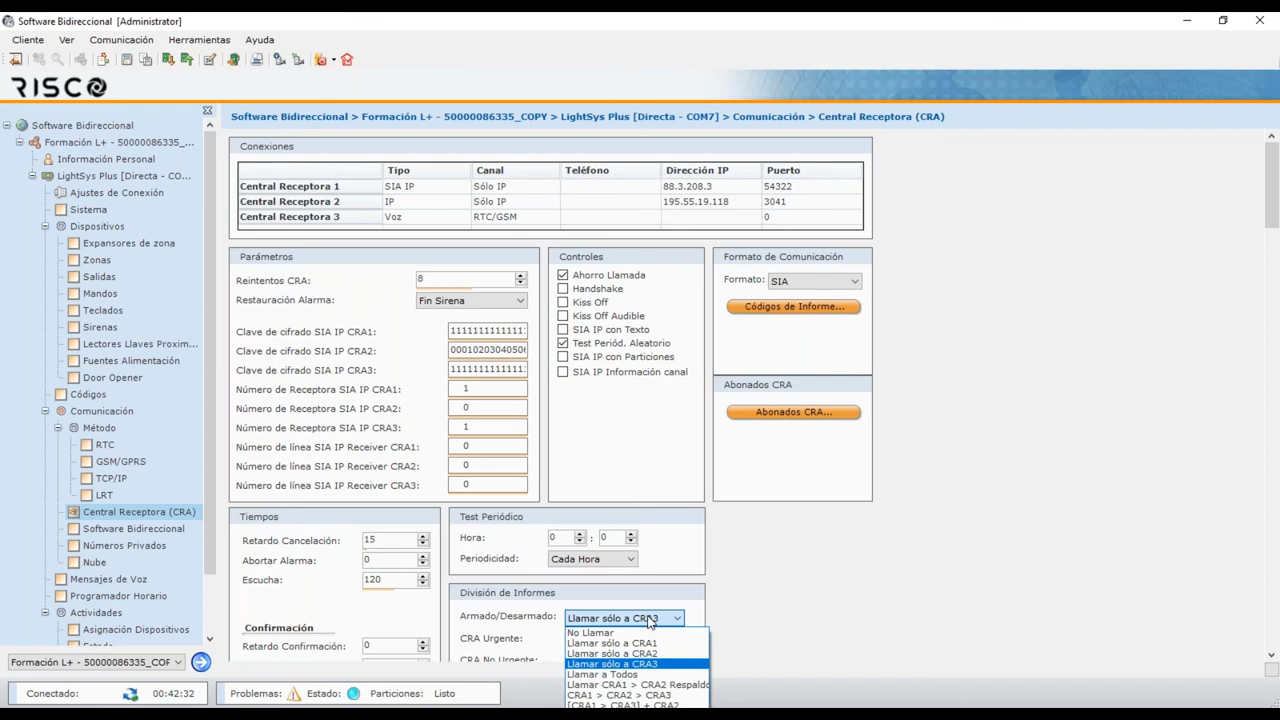 Software Bidireccional [Administrator]
Cliente Ver Comunicación Herramientas Ayuda
RISCO
Software Bidireccional
Formación L+ - 50000086335_...
Información Personal
LightSys Plus [Directa - CO...
Ajustes de Conexión
Sistema
Dispositivos
Expansores de zona
Zonas
Salidas
Mandos
Teclados
Sirenas
Lectores Llaves Proxim...
Fuentes Alimentación
Door Opener
Códigos
Comunicación
Método
RTC
GSM/GPRS
TCP/IP
LRT
Central Receptora (CRA)
Software Bidireccional
Números Privados
Nube
Mensajes de Voz
Programador Horario
Actividades
Asignación Dispositivos
Formación L+ - 50000086335_COP
Software Bidireccional > Formación L+ - 50000086335_COPY > LightSys Plus [Directa - COM7] > Comunicación > Central Receptora (CRA)
Conexiones
Tipo Canal Teléfono Dirección IP Puerto
Central Receptora 1 SIA IP Sólo IP 88.3.208.3 54322
Central Receptora 2 IP Sólo IP 195.55.19.118 3041
Central Receptora 3 Voz RTC/GSM 0
Parámetros
Reintentos CRA: 8
Restauración Alarma: Fin Sirena
Clave de cifrado SIA IP CRA1: 11111111111111
Clave de cifrado SIA IP CRA2: 0001020304050
Clave de cifrado SIA IP CRA3: 11111111111111
Número de Receptora SIA IP CRA1: 1
Número de Receptora SIA IP CRA2: 0
Número de Receptora SIA IP CRA3: 1
Número de línea SIA IP Receiver CRA1: 0
Número de línea SIA IP Receiver CRA2: 0
Número de línea SIA IP Receiver CRA3: 0
Controles
Ahorro Llamada
Handshake
Kiss Off
Kiss Off Audible
SIA IP con Texto
Test Periód. Aleatorio
SIA IP con Particiones
SIA IP Información canal
Formato de Comunicación
Formato: SIA
Códigos de Informe...
Abonados CRA
Abonados CRA...
Tiempos
Retardo Cancelación: 15
Abortar Alarma: 0
Escucha: 120
Confirmación
Retardo Confirmación: 0
Test Periódico
Hora: 0 : 0
Periodicidad: Cada Hora
División de Informes
Armado/Desarmado: Llamar sólo a CRA3
CRA Urgente:
CRA No Urgente:
No Llamar
Llamar sólo a CRA1
Llamar sólo a CRA2
Llamar sólo a CRA3
Llamar a Todos
Llamar CRA1 > CRA2 Respaldo
CRA1 > CRA2 > CRA3
[CRA1 > CRA3] + CRA2
Conectado: 00:42:32 Problemas: Estado: Particiones: Listo